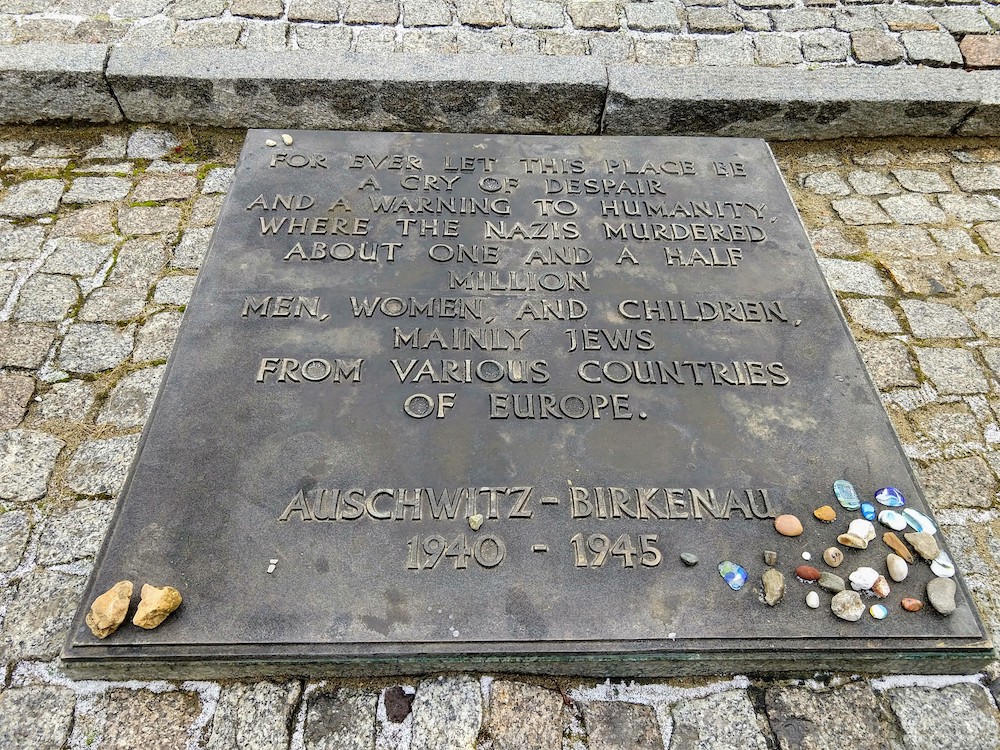 FOR EVER LET THIS PLACE BE
A CRY OF DESPAIR
AND A WARNING TO HUMANITY,
WHERE THE NAZIS MURDERED
ABOUT ONE AND A HALF
MILLION
MEN, WOMEN, AND CHILDREN,
MAINLY JEWS
FROM VARIOUS COUNTRIES
OF EUROPE.
AUSCHWITZ - BIRKENAU
1940 - 1945